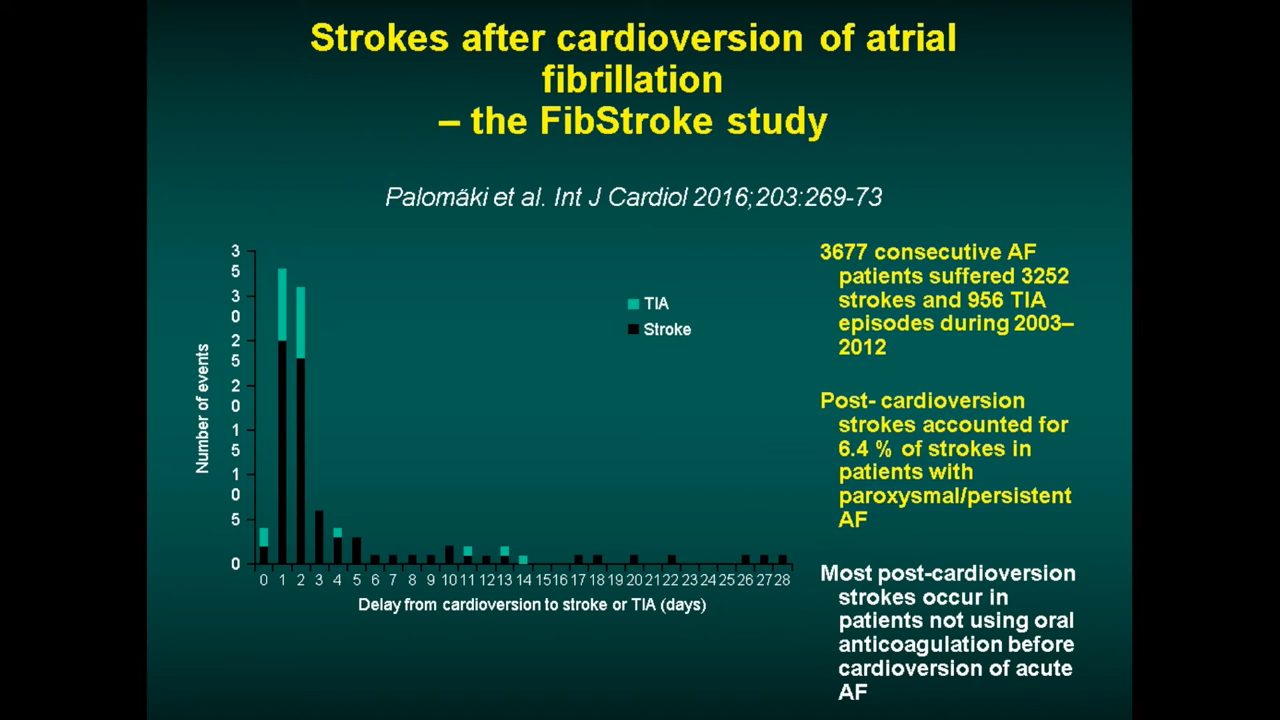 Strokes after cardioversion of atrial
fibrillation
– the FibStroke study
Palomäki et al. Int J Cardiol 2016;203:269-73
3
5
3
0
2
5
2
0
1
5
1
0
5
0
Number of events
TIA
Stroke
0 1 2 3 4 5 6 7 8 9 10 11 12 13 14 15 16 17 18 19 20 21 22 23 24 25 26 27 28
Delay from cardioversion to stroke or TIA (days)
3677 consecutive AF
patients suffered 3252
strokes and 956 TIA
episodes during 2003–
2012
Post- cardioversion
strokes accounted for
6.4 % of strokes in
patients with
paroxysmal/persistent
AF
Most post-cardioversion
strokes occur in
patients not using oral
anticoagulation before
cardioversion of acute
AF